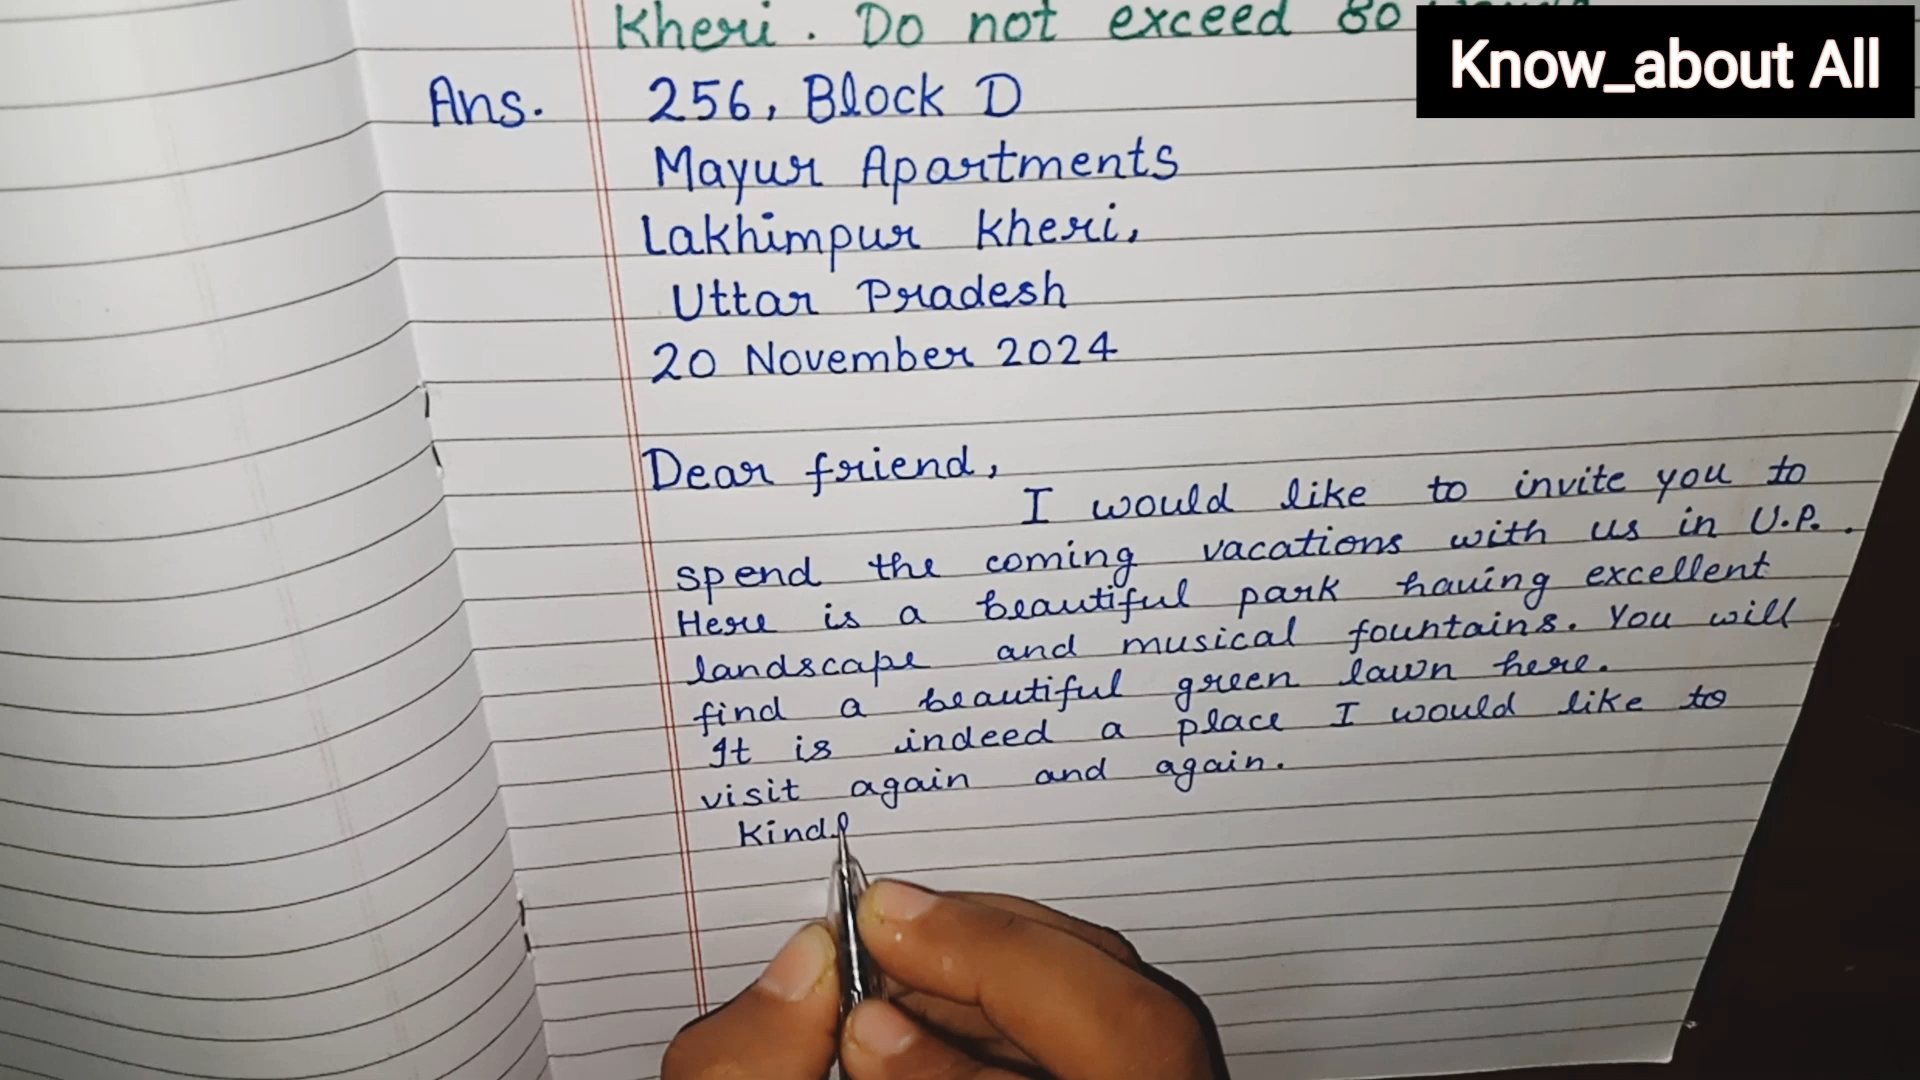 Kheri. Do not exceed 80
Know_about All
Ans. 256, Block D
Mayur Apartments
Lakhimpur Kheri,
Uttar Pradesh
20 November 2024
Dear friend,
I would like to invite you to
spend the coming vacations with us in U.P.
Here is a beautiful park having excellent
landscape and musical fountains. You will
find a beautiful green lawn here.
It is indeed a place I would like to
visit again and again.
Kindl